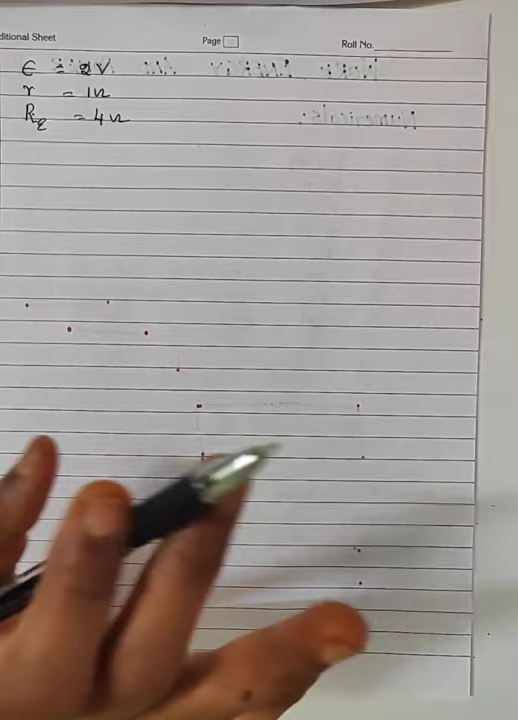 ditional Sheet Page Roll No.
ϵ = 2V
r = 1Ω
R_E = 4Ω